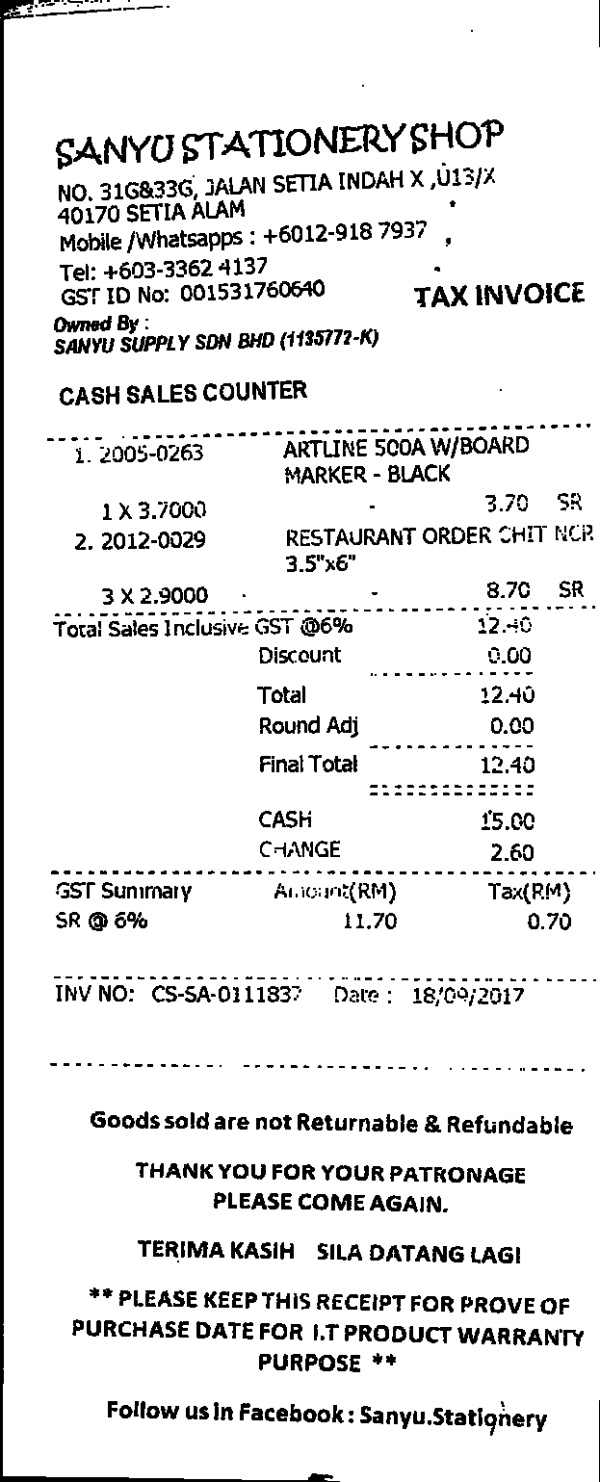 SANYU STATIONERY SHOP
NO. 31G&33G, JALAN SETIA INDAH X ,U13/X
40170 SETIA ALAM
Mobile /Whatsapps : +6012-918 7937
Tel: +603-3362 4137
GST ID No: 001531760640
TAX INVOICE
Owned By :
SANYU SUPPLY SDN BHD (1135772-K)
CASH SALES COUNTER
1. 2005-0263 ARTLINE 500A W/BOARD
MARKER - BLACK
1 X 3.7000 - 3.70 SR
2. 2012-0029 RESTAURANT ORDER CHIT NCR
3.5"x6"
3 X 2.9000 - 8.70 SR
Total Sales Inclusive GST @6% 12.40
Discount 0.00
Total 12.40
Round Adj 0.00
Final Total 12.40
CASH 15.00
CHANGE 2.60
GST Summary Amount(RM) Tax(RM)
SR @ 6% 11.70 0.70
INV NO: CS-SA-0111837 Date : 18/09/2017
Goods sold are not Returnable & Refundable
THANK YOU FOR YOUR PATRONAGE
PLEASE COME AGAIN.
TERIMA KASIH SILA DATANG LAGI
** PLEASE KEEP THIS RECEIPT FOR PROVE OF
PURCHASE DATE FOR I.T PRODUCT WARRANTY
PURPOSE **
Follow us in Facebook : Sanyu.Stationery